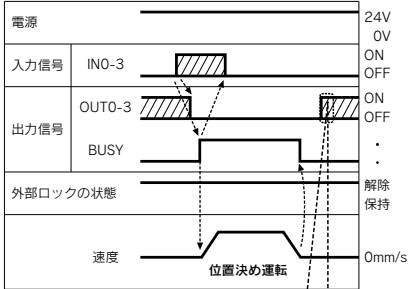 電源
24V
0V
入力信号
IN0-3
ON
OFF
出力信号
OUT0-3
ON
OFF
BUSY
・
・
外部ロックの状態
解除
保持
速度
位置決め運転
0mm/s